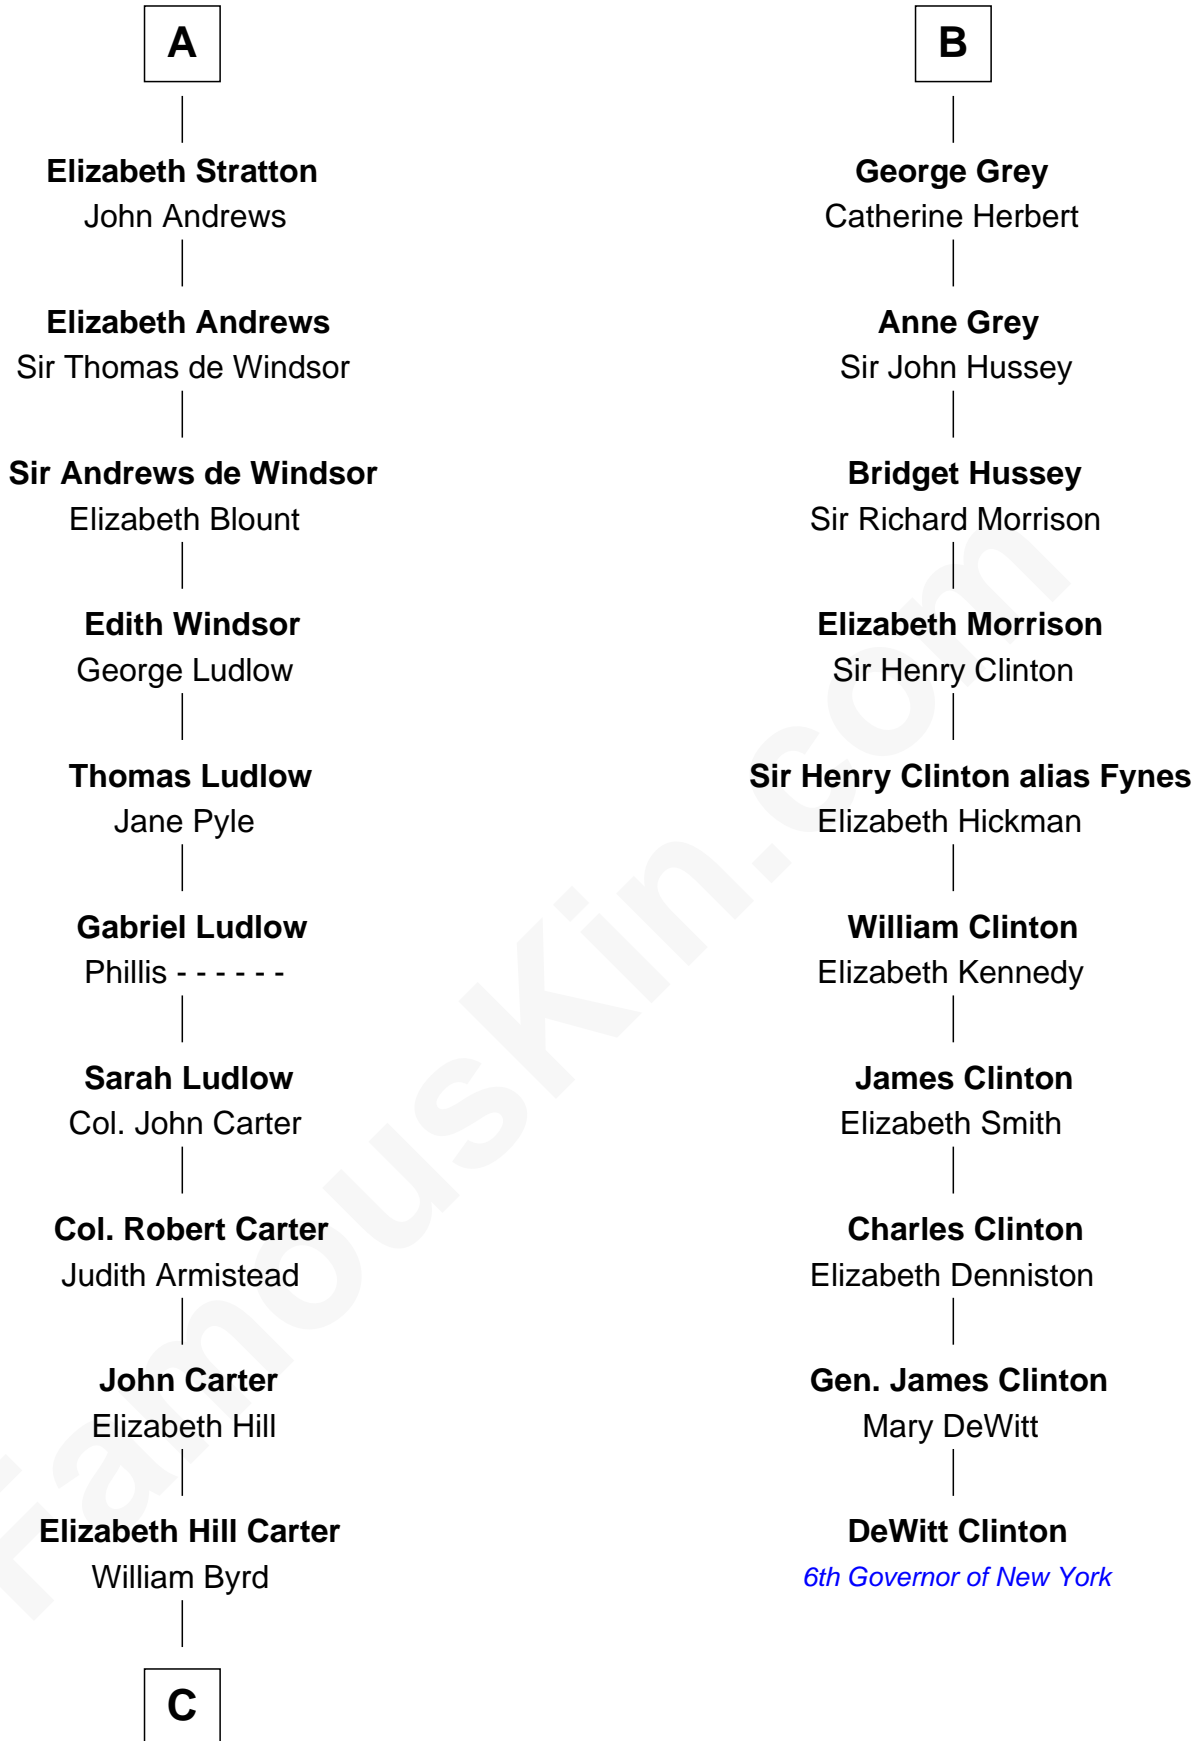 A
Elizabeth Stratton
John Andrews
Elizabeth Andrews
Sir Thomas de Windsor
Sir Andrews de Windsor
Elizabeth Blount
Edith Windsor
George Ludlow
Thomas Ludlow
Jane Pyle
Gabriel Ludlow
Phillis - - - - - -
Sarah Ludlow
Col. John Carter
Col. Robert Carter
Judith Armistead
John Carter
Elizabeth Hill
Elizabeth Hill Carter
William Byrd
C
B
George Grey
Catherine Herbert
Anne Grey
Sir John Hussey
Bridget Hussey
Sir Richard Morrison
Elizabeth Morrison
Sir Henry Clinton
Sir Henry Clinton alias Fynes
Elizabeth Hickman
William Clinton
Elizabeth Kennedy
James Clinton
Elizabeth Smith
Charles Clinton
Elizabeth Denniston
Gen. James Clinton
Mary DeWitt
DeWitt Clinton
6th Governor of New York
FamousKin.com